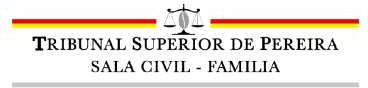 TRIBUNAL SUPERIOR DE PEREIRA
SALA CIVIL - FAMILIA